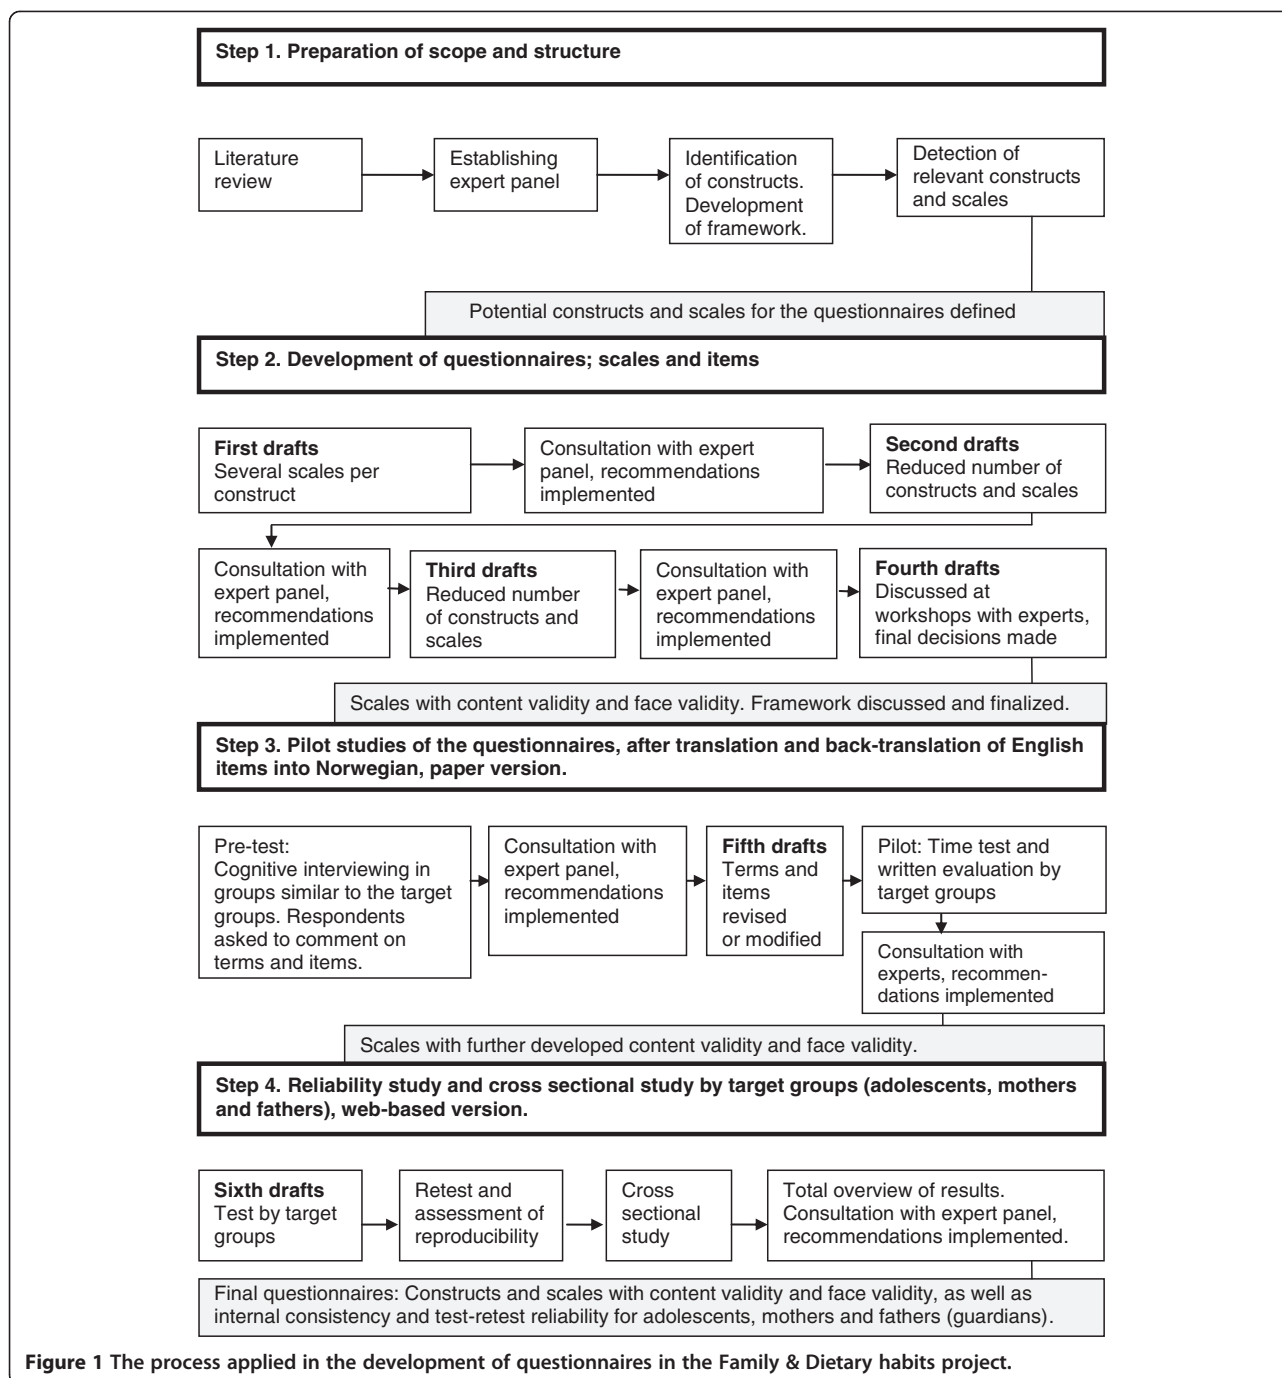 Step 1. Preparation of scope and structure
Literature
review
Establishing
expert panel
Identification
of constructs.
Development
of framework.
Detection of
relevant constructs
and scales
Potential constructs and scales for the questionnaires defined
Step 2. Development of questionnaires; scales and items
First drafts
Several scales per
construct
Consultation with expert
panel, recommendations
implemented
Second drafts
Reduced number of
constructs and scales
Consultation with
expert panel,
recommendations
implemented
Third drafts
Reduced number
of constructs and
scales
Consultation with
expert panel,
recommendations
implemented
Fourth drafts
Discussed at
workshops with experts,
final decisions made
Scales with content validity and face validity. Framework discussed and finalized.
Step 3. Pilot studies of the questionnaires, after translation and back-translation of English
items into Norwegian, paper version.
Pre-test:
Cognitive interviewing in
groups similar to the target
groups. Respondents
asked to comment on
terms and items.
Consultation with
expert panel,
recommendations
implemented
Fifth drafts
Terms and
items
revised
or modified
Pilot: Time test and
written evaluation by
target groups
Consultation with
experts, recommen-
dations implemented
Scales with further developed content validity and face validity.
Step 4. Reliability study and cross sectional study by target groups (adolescents, mothers
and fathers), web-based version.
Sixth drafts
Test by target
groups
Retest and
assessment of
reproducibility
Cross
sectional
study
Total overview of results.
Consultation with expert panel,
recommendations implemented.
Final questionnaires: Constructs and scales with content validity and face validity, as well as
internal consistency and test-retest reliability for adolescents, mothers and fathers (guardians).
Figure 1 The process applied in the development of questionnaires in the Family & Dietary habits project.